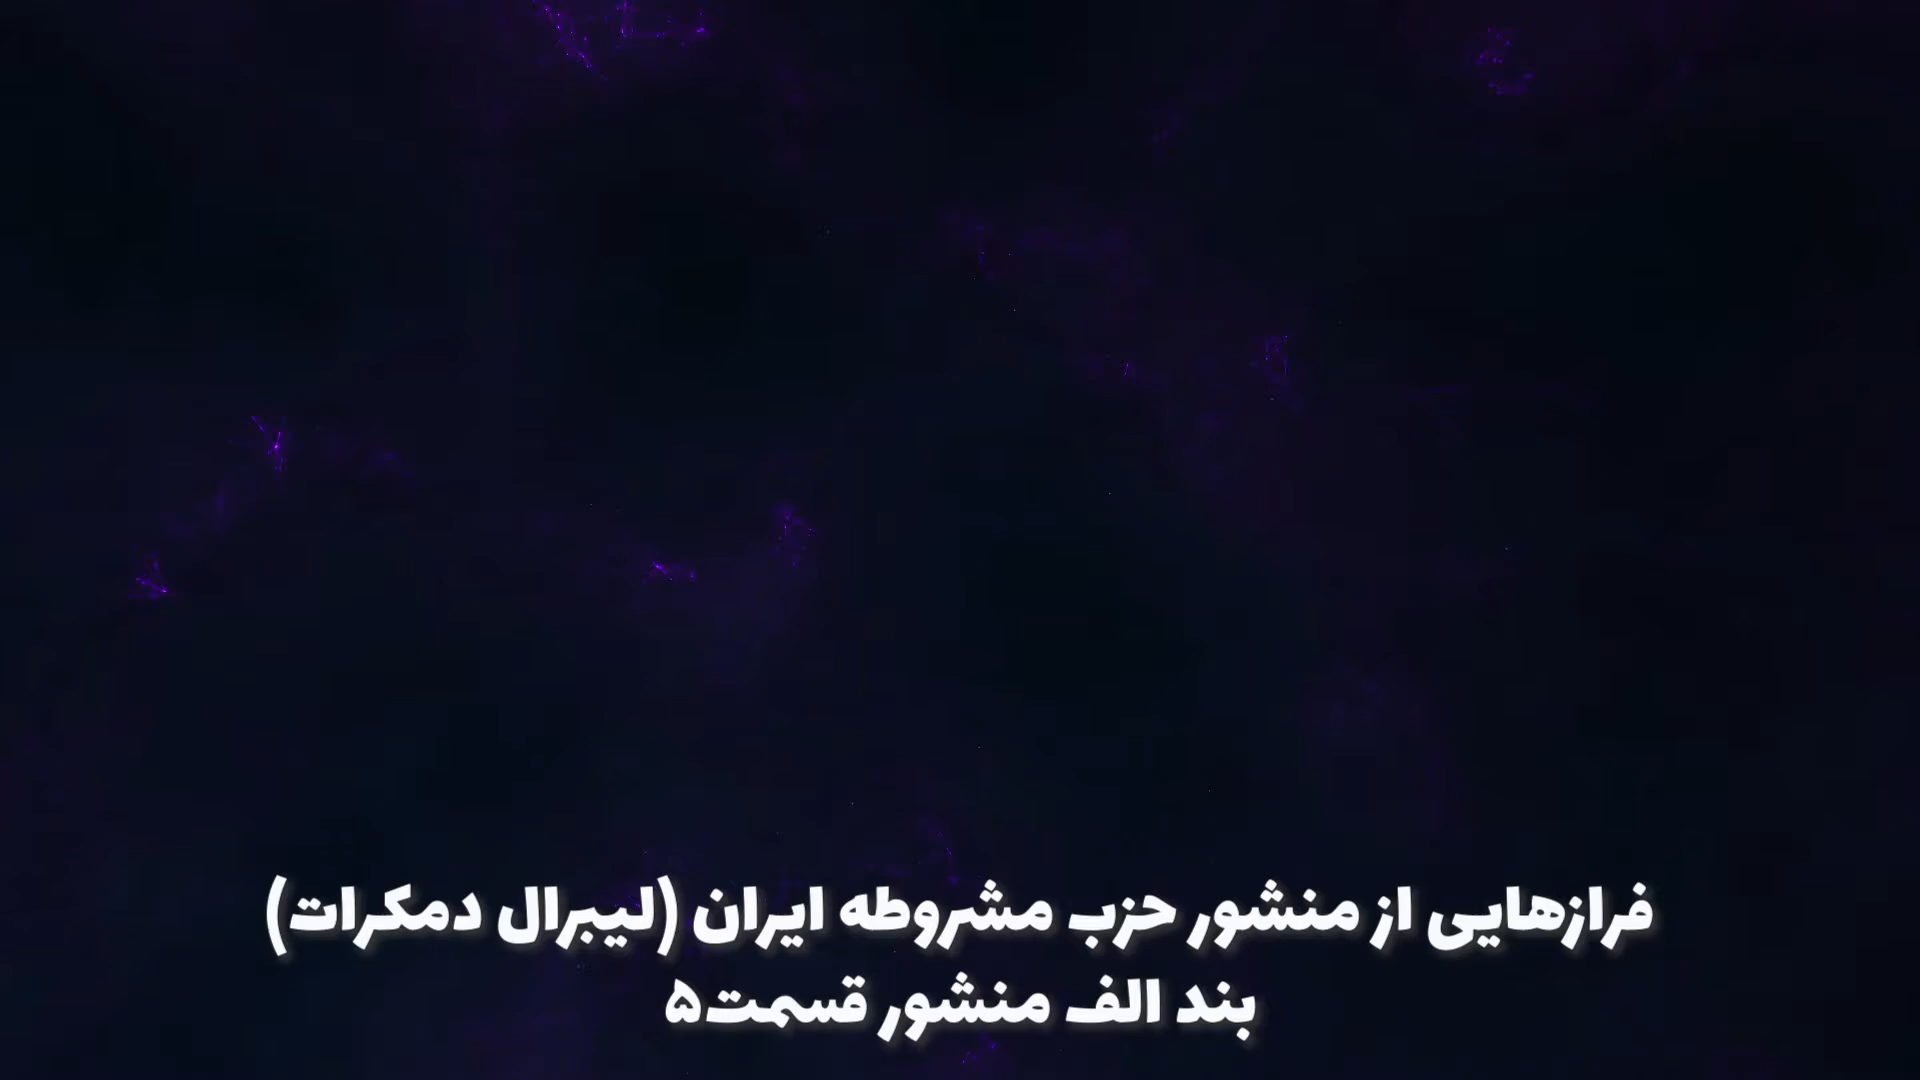 فرازهایی از منشور حزب مشروطه ایران (لیبرال دمکرات)
بند الف منشور قسمت۵